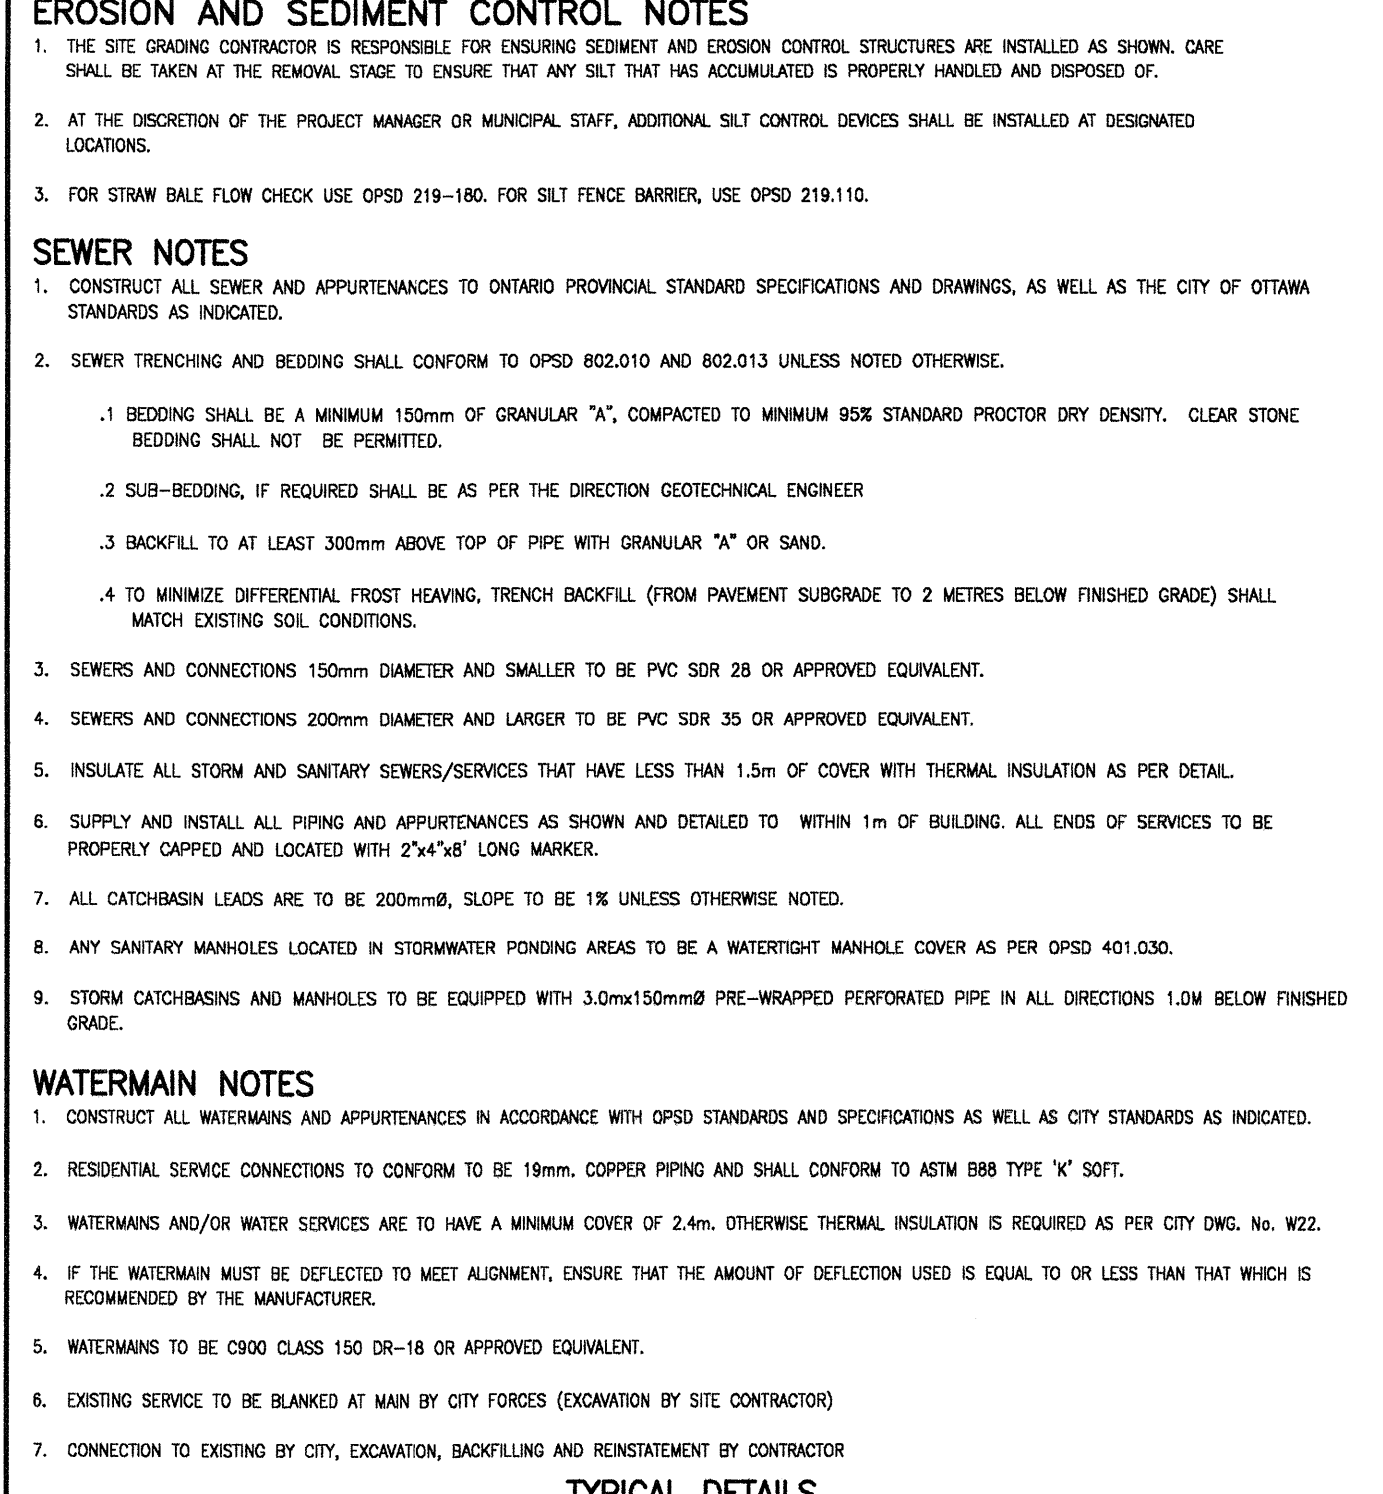 EROSION AND SEDIMENT CONTROL NOTES
1. THE SITE GRADING CONTRACTOR IS RESPONSIBLE FOR ENSURING SEDIMENT AND EROSION CONTROL STRUCTURES ARE INSTALLED AS SHOWN. CARE
SHALL BE TAKEN AT THE REMOVAL STAGE TO ENSURE THAT ANY SILT THAT HAS ACCUMULATED IS PROPERLY HANDLED AND DISPOSED OF.
2. AT THE DISCRETION OF THE PROJECT MANAGER OR MUNICIPAL STAFF, ADDITIONAL SILT CONTROL DEVICES SHALL BE INSTALLED AT DESIGNATED
LOCATIONS.
3. FOR STRAW BALE FLOW CHECK USE OPSD 219-180. FOR SILT FENCE BARRIER, USE OPSD 219.110.
SEWER NOTES
1. CONSTRUCT ALL SEWER AND APPURTENANCES TO ONTARIO PROVINCIAL STANDARD SPECIFICATIONS AND DRAWINGS, AS WELL AS THE CITY OF OTTAWA
STANDARDS AS INDICATED.
2. SEWER TRENCHING AND BEDDING SHALL CONFORM TO OPSD 802.010 AND 802.013 UNLESS NOTED OTHERWISE.
.1 BEDDING SHALL BE A MINIMUM 150mm OF GRANULAR "A", COMPACTED TO MINIMUM 95% STANDARD PROCTOR DRY DENSITY. CLEAR STONE
BEDDING SHALL NOT BE PERMITTED.
.2 SUB-BEDDING, IF REQUIRED SHALL BE AS PER THE DIRECTION GEOTECHNICAL ENGINEER
.3 BACKFILL TO AT LEAST 300mm ABOVE TOP OF PIPE WITH GRANULAR "A" OR SAND.
.4 TO MINIMIZE DIFFERENTIAL FROST HEAVING, TRENCH BACKFILL (FROM PAVEMENT SUBGRADE TO 2 METRES BELOW FINISHED GRADE) SHALL
MATCH EXISTING SOIL CONDITIONS.
3. SEWERS AND CONNECTIONS 150mm DIAMETER AND SMALLER TO BE PVC SDR 28 OR APPROVED EQUIVALENT.
4. SEWERS AND CONNECTIONS 200mm DIAMETER AND LARGER TO BE PVC SDR 35 OR APPROVED EQUIVALENT.
5. INSULATE ALL STORM AND SANITARY SEWERS/SERVICES THAT HAVE LESS THAN 1.5m OF COVER WITH THERMAL INSULATION AS PER DETAIL.
6. SUPPLY AND INSTALL ALL PIPING AND APPURTENANCES AS SHOWN AND DETAILED TO WITHIN 1m OF BUILDING. ALL ENDS OF SERVICES TO BE
PROPERLY CAPPED AND LOCATED WITH 2"x4"x8' LONG MARKER.
7. ALL CATCHBASIN LEADS ARE TO BE 200mmØ, SLOPE TO BE 1% UNLESS OTHERWISE NOTED.
8. ANY SANITARY MANHOLES LOCATED IN STORMWATER PONDING AREAS TO BE A WATERTIGHT MANHOLE COVER AS PER OPSD 401.030.
9. STORM CATCHBASINS AND MANHOLES TO BE EQUIPPED WITH 3.0mx150mmØ PRE-WRAPPED PERFORATED PIPE IN ALL DIRECTIONS 1.0M BELOW FINISHED
GRADE.
WATERMAIN NOTES
1. CONSTRUCT ALL WATERMAINS AND APPURTENANCES IN ACCORDANCE WITH OPSD STANDARDS AND SPECIFICATIONS AS WELL AS CITY STANDARDS AS INDICATED.
2. RESIDENTIAL SERVICE CONNECTIONS TO CONFORM TO BE 19mm. COPPER PIPING AND SHALL CONFORM TO ASTM B88 TYPE 'K' SOFT.
3. WATERMAINS AND/OR WATER SERVICES ARE TO HAVE A MINIMUM COVER OF 2.4m. OTHERWISE THERMAL INSULATION IS REQUIRED AS PER CITY DWG. No. W22.
4. IF THE WATERMAIN MUST BE DEFLECTED TO MEET ALIGNMENT, ENSURE THAT THE AMOUNT OF DEFLECTION USED IS EQUAL TO OR LESS THAN THAT WHICH IS
RECOMMENDED BY THE MANUFACTURER.
5. WATERMAINS TO BE C900 CLASS 150 DR-18 OR APPROVED EQUIVALENT.
6. EXISTING SERVICE TO BE BLANKED AT MAIN BY CITY FORCES (EXCAVATION BY SITE CONTRACTOR)
7. CONNECTION TO EXISTING BY CITY, EXCAVATION, BACKFILLING AND REINSTATEMENT BY CONTRACTOR
TYPICAL DETAILS